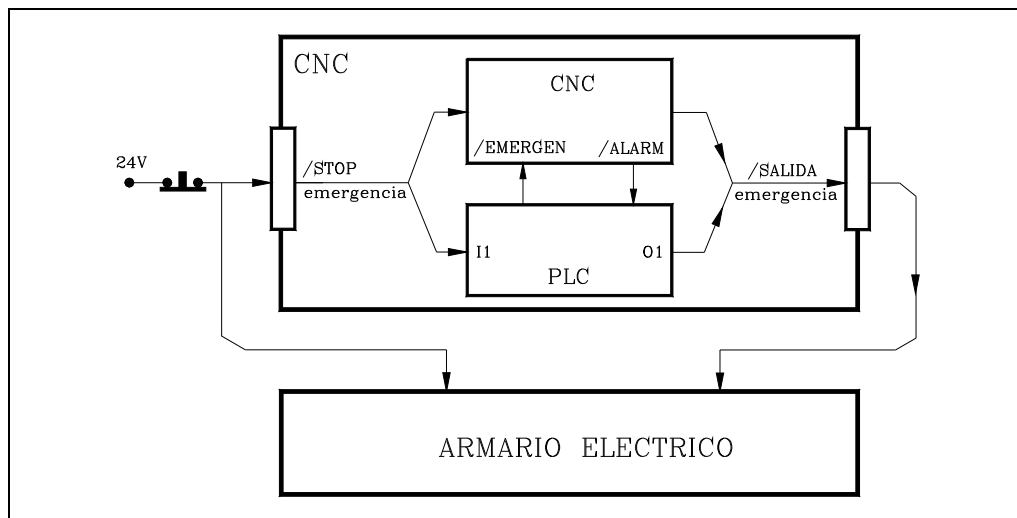 CNC
CNC
/EMERGEN /ALARM
24V
/STOP
emergencia
/SALIDA
emergencia
I1 O1
PLC
ARMARIO ELECTRICO